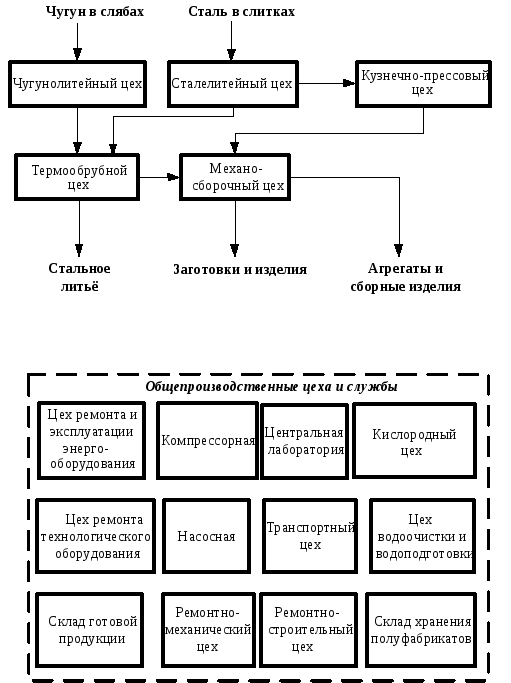 Чугун в слябах
Сталь в слитках
Чугунолитейный цех
Сталелитейный цех
Кузнечно-прессовый
цех
Термообрубной
цех
Механо-
сборочный цех
Стальное
литьё
Заготовки и изделия
Агрегаты и
сборные изделия
Общепроизводственные цеха и службы
Цех ремонта и
эксплуатации
энерго-
оборудования
Компрессорная
Центральная
лаборатория
Кислородный
цех
Цех ремонта
технологического
оборудования
Насосная
Транспортный
цех
Цех
водоочистки и
водоподготовки
Склад готовой
продукции
Ремонтно-
механический
цех
Ремонтно-
строительный
цех
Склад хранения
полуфабрикатов